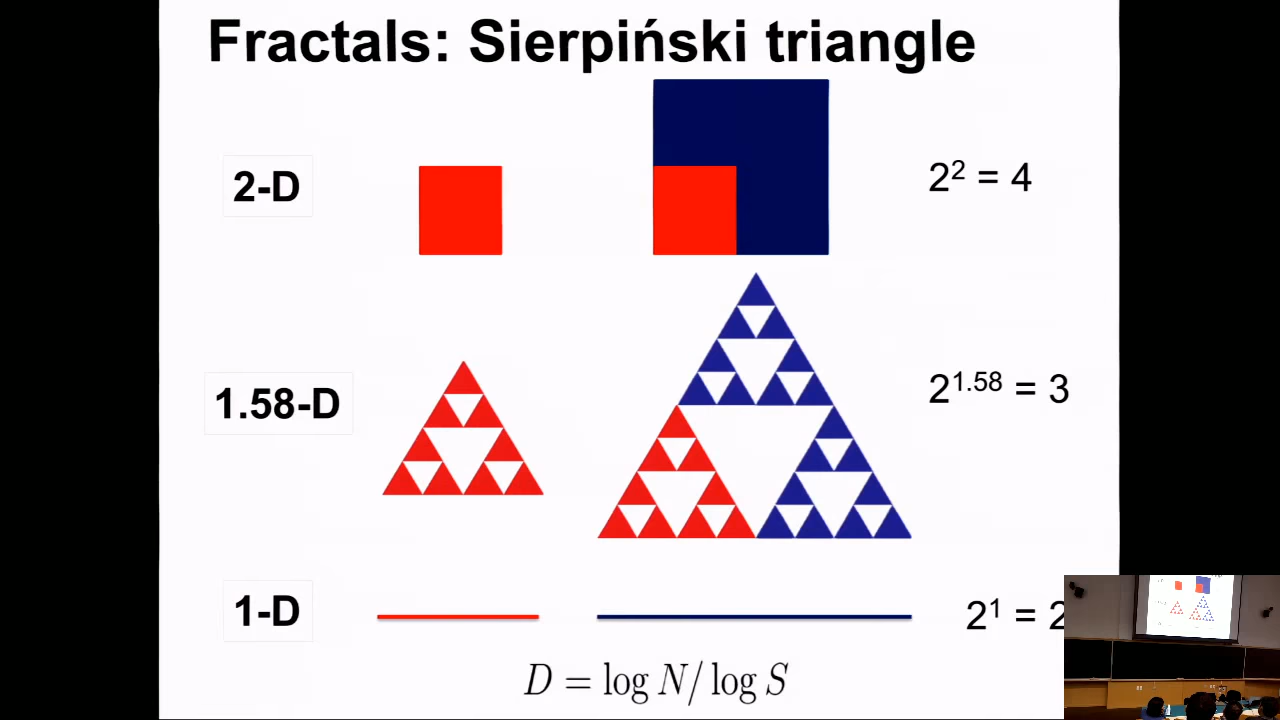 Fractals: Sierpiński triangle
2-D
2² = 4
1.58-D
2^1.58 = 3
1-D
2¹ = 2
D = log N/ log S